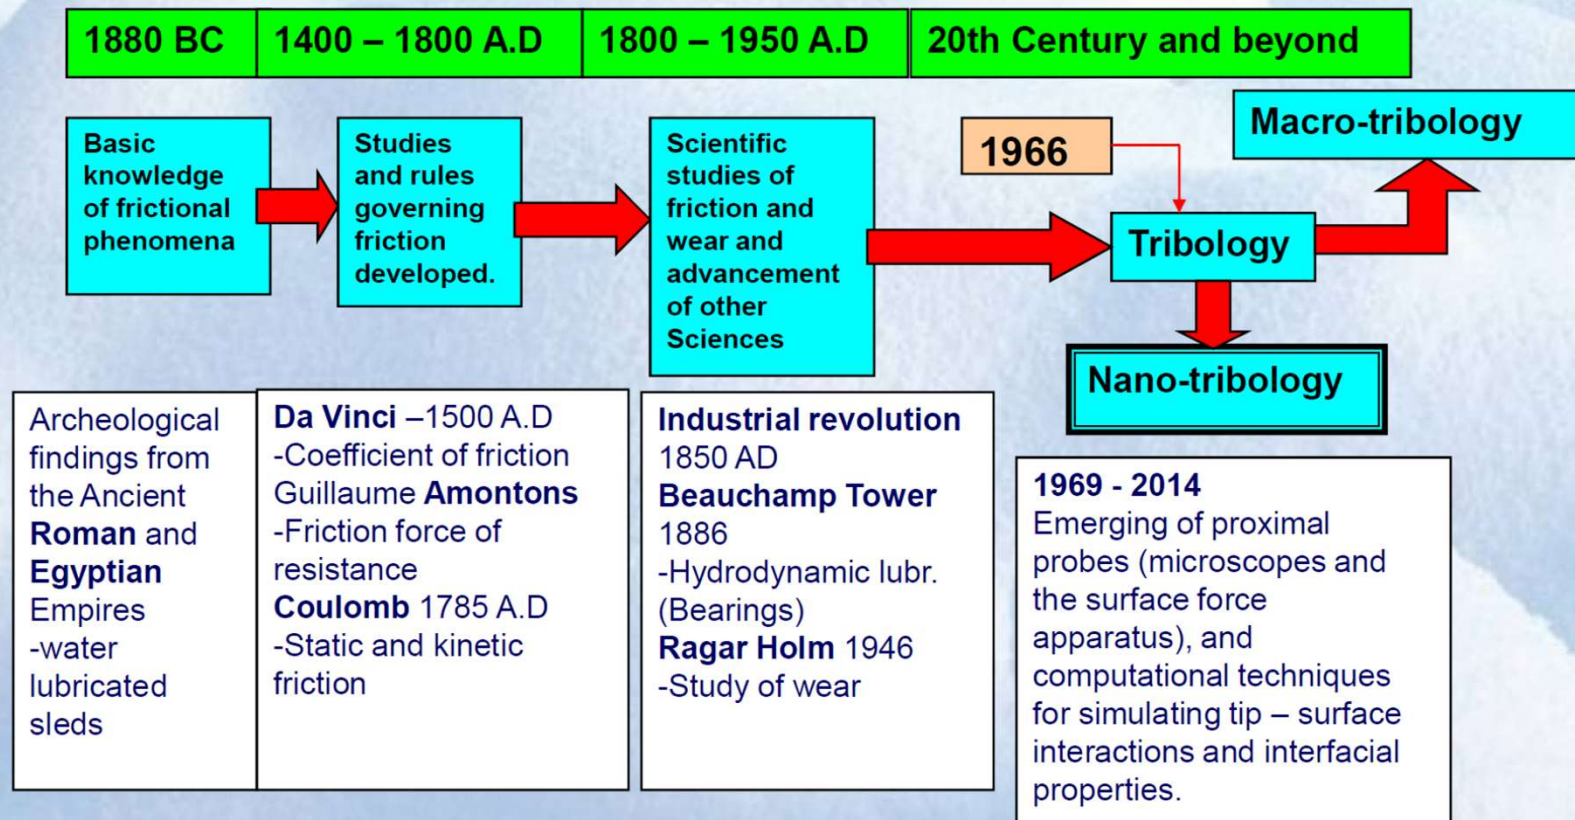 1880 BC
1400 – 1800 A.D
1800 – 1950 A.D
20th Century and beyond
Basic
knowledge
of frictional
phenomena
Studies
and rules
governing
friction
developed.
Scientific
studies of
friction and
wear and
advancement
of other
Sciences
1966
Macro-tribology
Tribology
Nano-tribology
Archeological
findings from
the Ancient
Roman and
Egyptian
Empires
-water
lubricated
sleds
Da Vinci –1500 A.D
-Coefficient of friction
Guillaume Amontons
-Friction force of
resistance
Coulomb 1785 A.D
-Static and kinetic
friction
Industrial revolution
1850 AD
Beauchamp Tower
1886
-Hydrodynamic lubr.
(Bearings)
Ragar Holm 1946
-Study of wear
1969 - 2014
Emerging of proximal
probes (microscopes and
the surface force
apparatus), and
computational techniques
for simulating tip – surface
interactions and interfacial
properties.